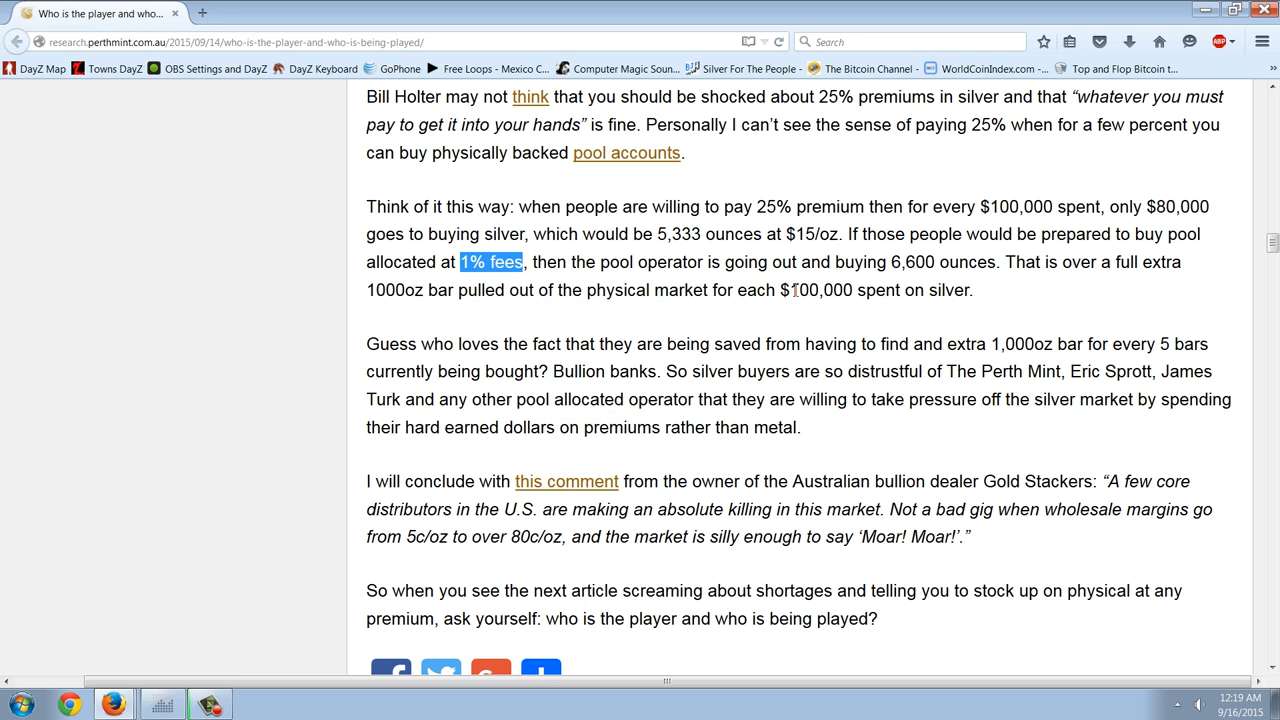 Who is the player and who...
research.perthmint.com.au/2015/09/14/who-is-the-player-and-who-is-being-played/
Search
ABP
DayZ Map
Towns DayZ
OBS Settings and DayZ
DayZ Keyboard
GoPhone
Free Loops - Mexico C...
Computer Magic Soun...
Silver For The People -
The Bitcoin Channel -
WorldCoinIndex.com -...
Top and Flop Bitcoin t...
Bill Holter may not think that you should be shocked about 25% premiums in silver and that “whatever you must
pay to get it into your hands” is fine. Personally I can’t see the sense of paying 25% when for a few percent you
can buy physically backed pool accounts.
Think of it this way: when people are willing to pay 25% premium then for every $100,000 spent, only $80,000
goes to buying silver, which would be 5,333 ounces at $15/oz. If those people would be prepared to buy pool
allocated at 1% fees, then the pool operator is going out and buying 6,600 ounces. That is over a full extra
1000oz bar pulled out of the physical market for each $100,000 spent on silver.
Guess who loves the fact that they are being saved from having to find and extra 1,000oz bar for every 5 bars
currently being bought? Bullion banks. So silver buyers are so distrustful of The Perth Mint, Eric Sprott, James
Turk and any other pool allocated operator that they are willing to take pressure off the silver market by spending
their hard earned dollars on premiums rather than metal.
I will conclude with this comment from the owner of the Australian bullion dealer Gold Stackers: “A few core
distributors in the U.S. are making an absolute killing in this market. Not a bad gig when wholesale margins go
from 5c/oz to over 80c/oz, and the market is silly enough to say ‘Moar! Moar!’.”
So when you see the next article screaming about shortages and telling you to stock up on physical at any
premium, ask yourself: who is the player and who is being played?
12:19 AM
9/16/2015